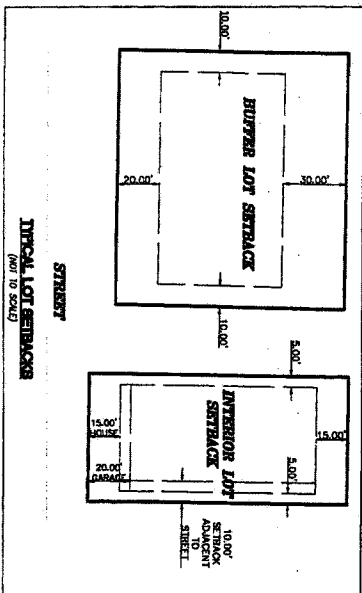 10.00'
BUFFER LOT SETBACK
20.00'
30.00'
10.00'
5.00'
INTERIOR LOT
SETBACK
15.00'
HOUSE
15.00'
20.00'
GARAGE
5.00'
10.00'
SETBACK
ADJACENT
TO
STREET
STREET
TYPICAL LOT SETBACKS
(NOT TO SCALE)